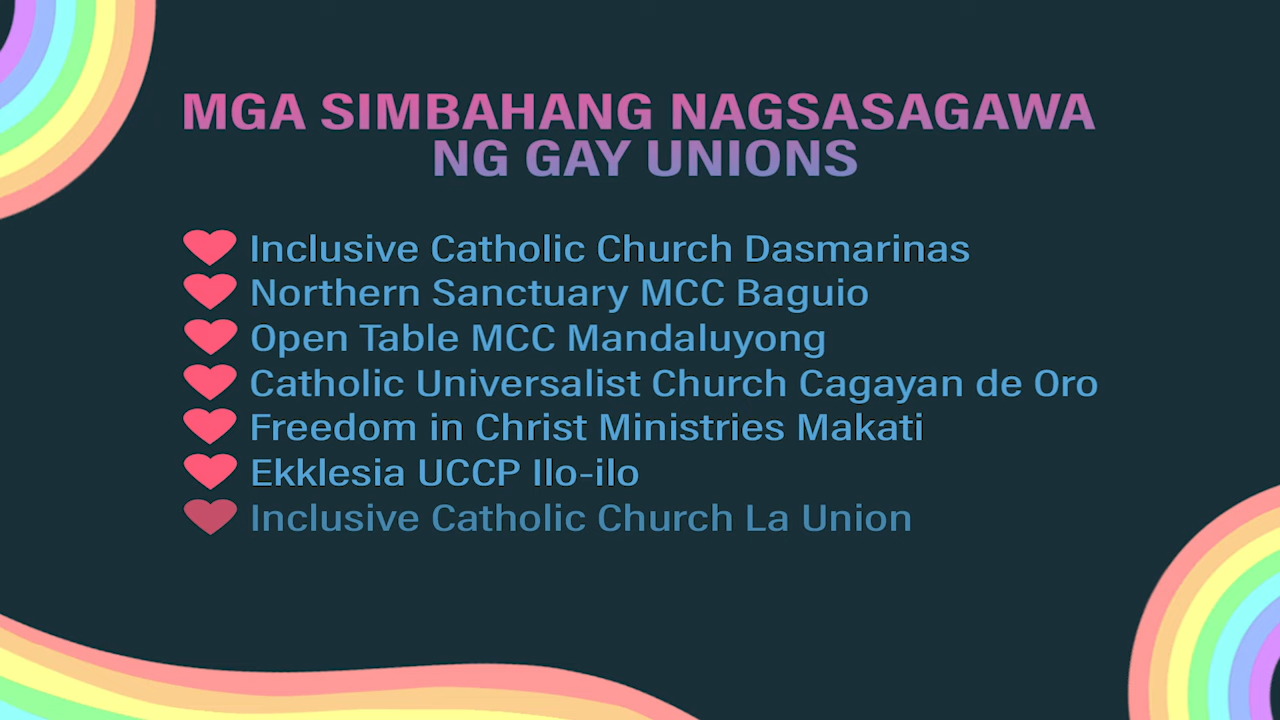 MGA SIMBAHANG NAGSASAGAWA
NG GAY UNIONS
Inclusive Catholic Church Dasmarinas
Northern Sanctuary MCC Baguio
Open Table MCC Mandaluyong
Catholic Universalist Church Cagayan de Oro
Freedom in Christ Ministries Makati
Ekklesia UCCP Ilo-ilo
Inclusive Catholic Church La Union